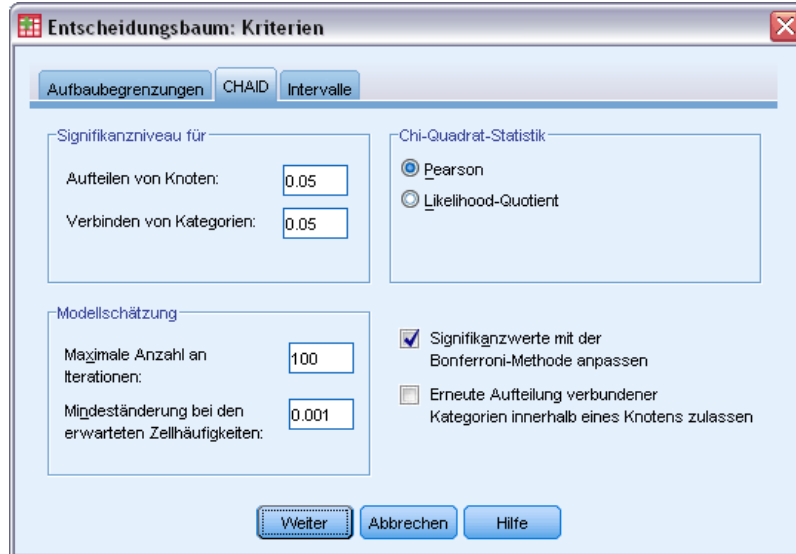 Entscheidungsbaum: Kriterien
Aufbaubegrenzungen
CHAID
Intervalle
Signifikanzniveau für
Aufteilen von Knoten:
0.05
Verbinden von Kategorien:
0.05
Chi-Quadrat-Statistik
Pearson
Likelihood-Quotient
Modellschätzung
Maximale Anzahl an
Iterationen:
100
Mindeständerung bei den
erwarteten Zellhäufigkeiten:
0.001
Signifikanzwerte mit der
Bonferroni-Methode anpassen
Erneute Aufteilung verbundener
Kategorien innerhalb eines Knotens zulassen
Weiter
Abbrechen
Hilfe